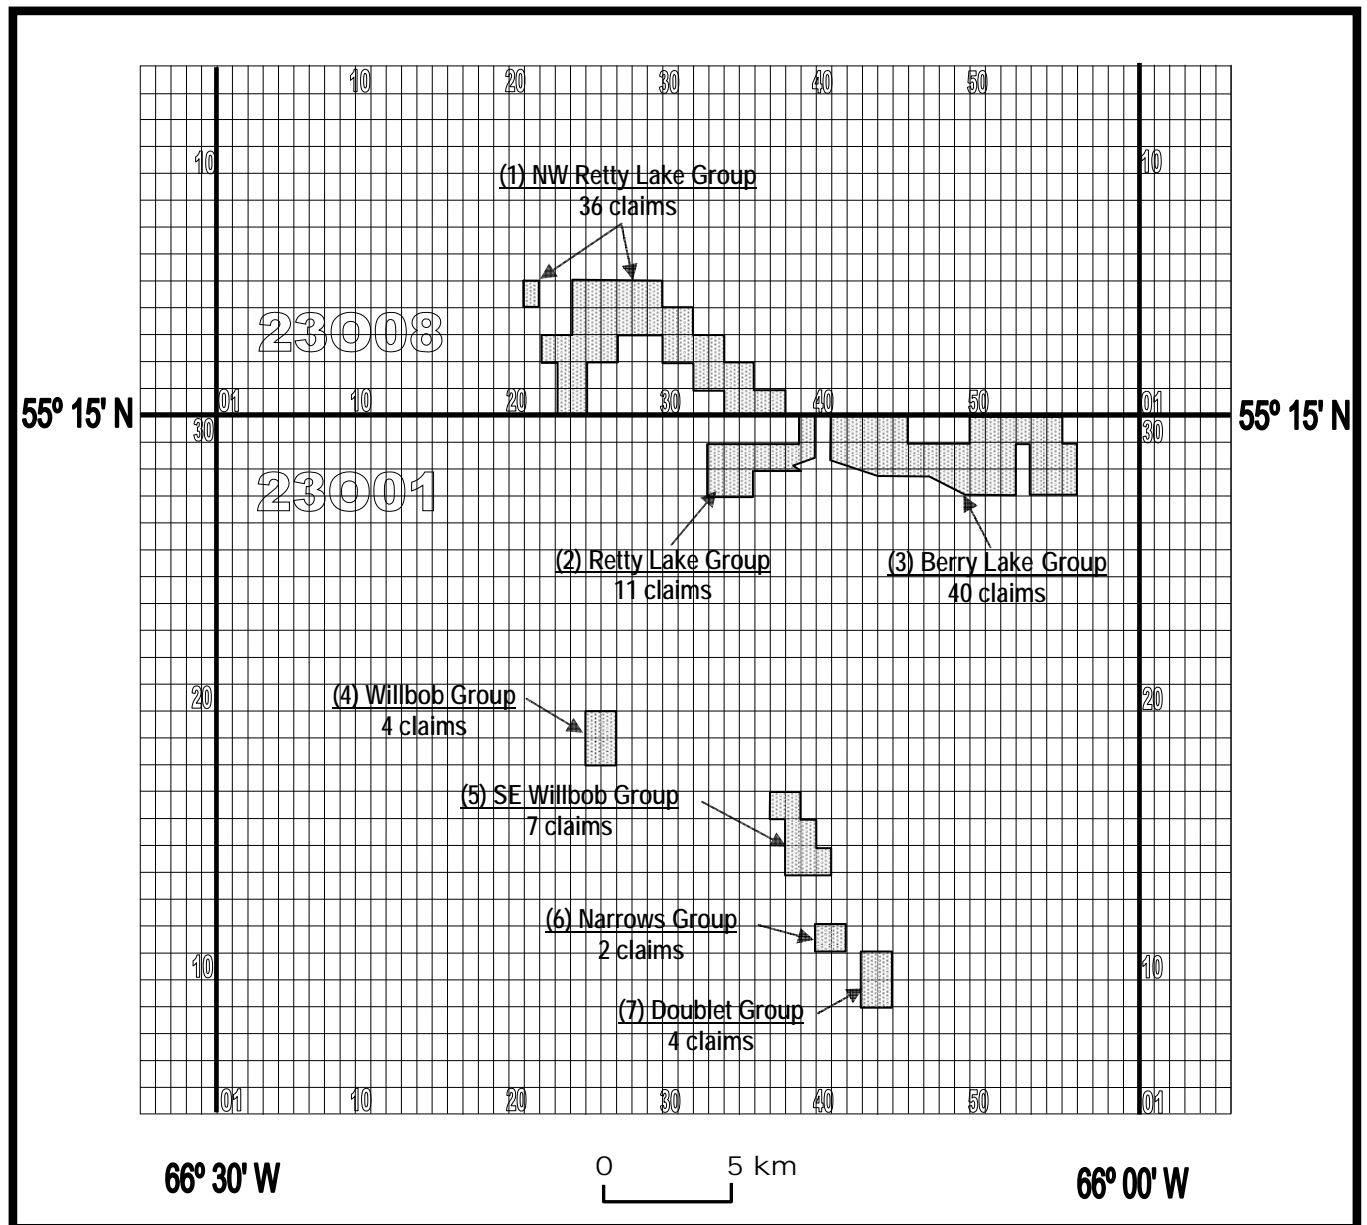 10 20 30 40 50
10 10
(1) NW Retty Lake Group
36 claims
23O08
01 10 20 30 40 50 01
55º 15' N 55º 15' N
30 30
23O01
(2) Retty Lake Group
11 claims
(3) Berry Lake Group
40 claims
20 20
(4) Willbob Group
4 claims
(5) SE Willbob Group
7 claims
(6) Narrows Group
2 claims
10 10
(7) Doublet Group
4 claims
01 10 20 30 40 50 01
0 5 km
66º 30' W 66º 00' W